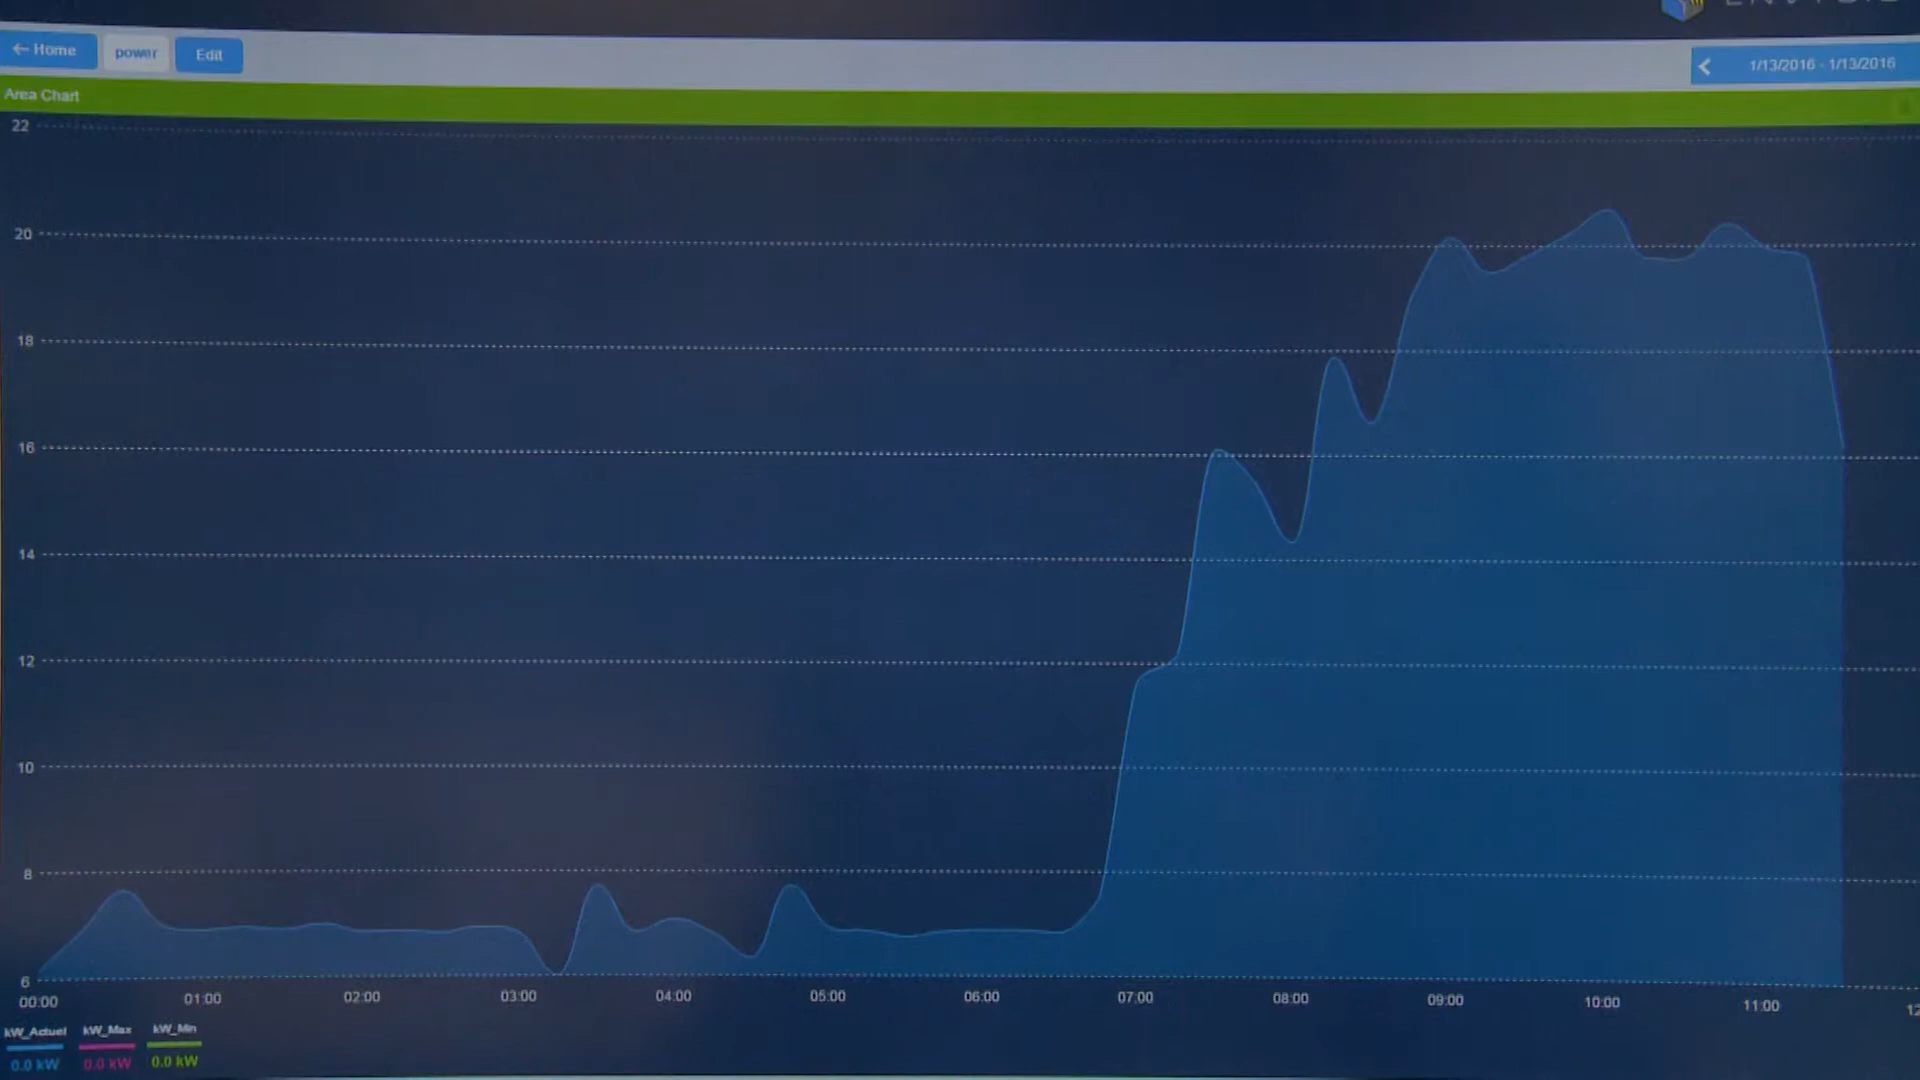 ← Home power Edit
1/13/2016 - 1/13/2016
Area Chart
22
20
18
16
14
12
10
8
6
00:00 01:00 02:00 03:00 04:00 05:00 06:00 07:00 08:00 09:00 10:00 11:00
kW_Actuel kW_Max kW_Min
0.0 kW 0.0 kW 0.0 kW